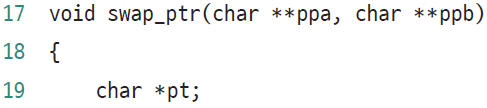 17 void swap_ptr(char **ppa, char **ppb)
18 {
19     char *pt;